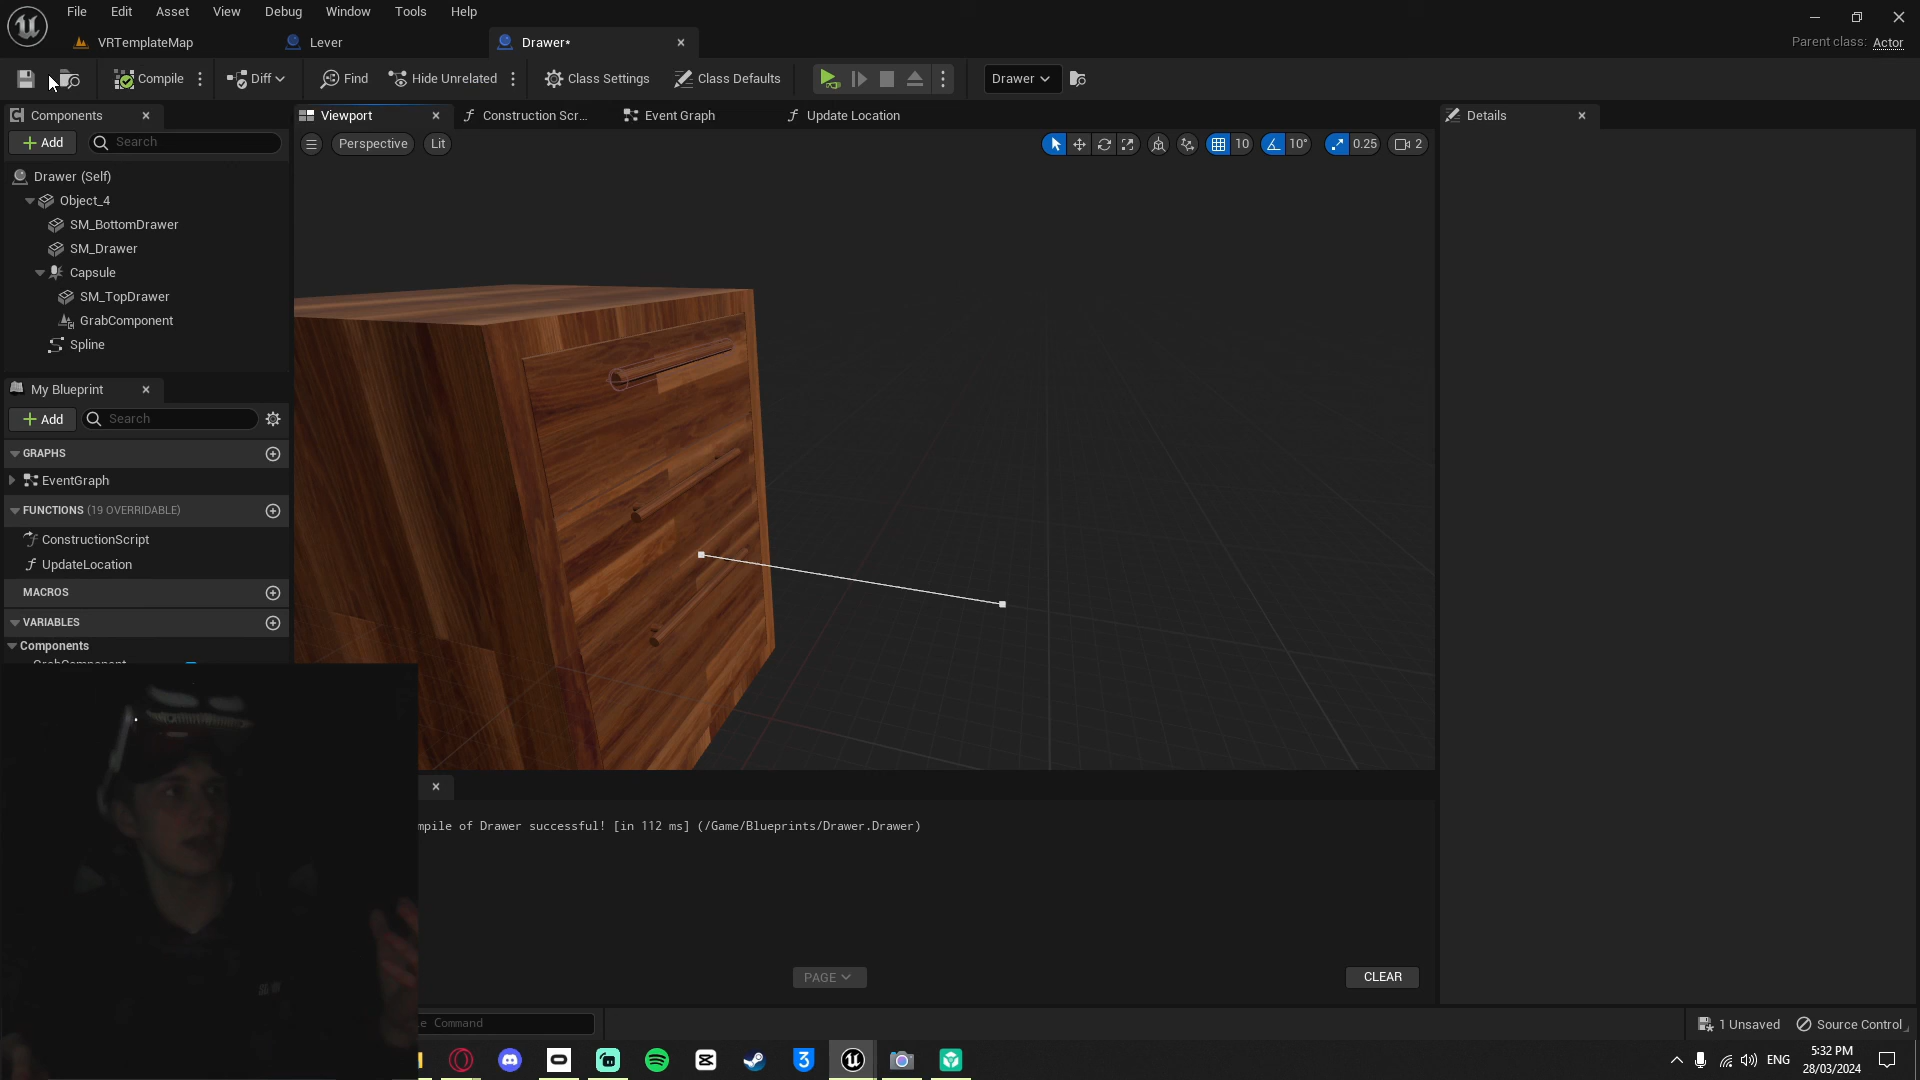 File Edit Asset View Debug Window Tools Help
VRTemplateMap Lever Drawer*
Parent class: Actor
Compile Diff Find Hide Unrelated Class Settings Class Defaults Drawer
Components
Viewport Construction Scr... Event Graph Update Location
Details
Add Search
Perspective Lit
10 10° 0.25 2
Drawer (Self)
Object_4
SM_BottomDrawer
SM_Drawer
Capsule
SM_TopDrawer
GrabComponent
Spline
My Blueprint
Add Search
GRAPHS
EventGraph
FUNCTIONS (19 OVERRIDABLE)
ConstructionScript
UpdateLocation
MACROS
VARIABLES
Components
GrabComponent
mpile of Drawer successful! [in 112 ms] (/Game/Blueprints/Drawer.Drawer)
PAGE
CLEAR
e Command
1 Unsaved Source Control
ENG
5:32 PM
28/03/2024